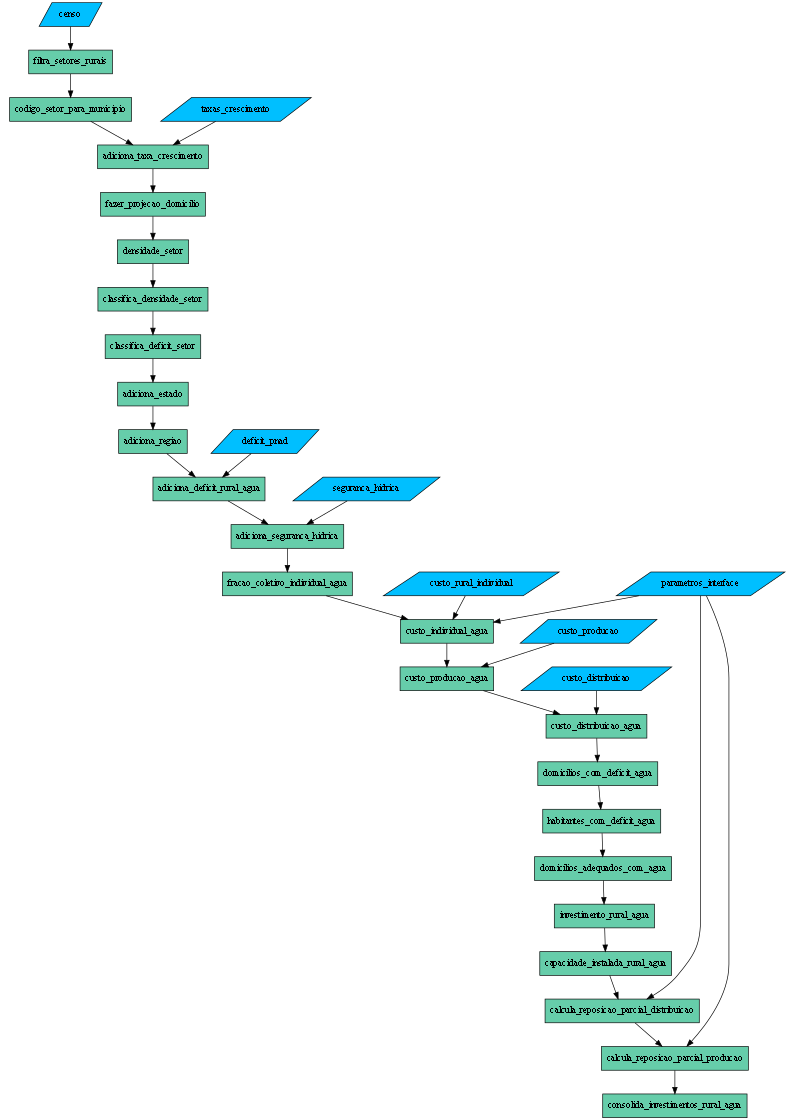 censo
filtra_setores_rurais
codigo_setor_para_municipio
taxas_crescimento
adiciona_taxa_crescimento
fazer_projecao_domicilio
densidade_setor
classifica_densidade_setor
classifica_deficit_setor
adiciona_estado
adiciona_regiao
deficit_pnad
adiciona_deficit_rural_agua
seguranca_hidrica
adiciona_seguranca_hidrica
fracao_coletivo_individual_agua
custo_rural_individual
parametros_interface
custo_individual_agua
custo_producao
custo_producao_agua
custo_distribuicao
custo_distribuicao_agua
domicilios_com_deficit_agua
habitantes_com_deficit_agua
domicilios_adequados_com_agua
investimento_rural_agua
capacidade_instalada_rural_agua
calcula_reposicao_parcial_distribuicao
calcula_reposicao_parcial_producao
consolida_investimentos_rural_agua